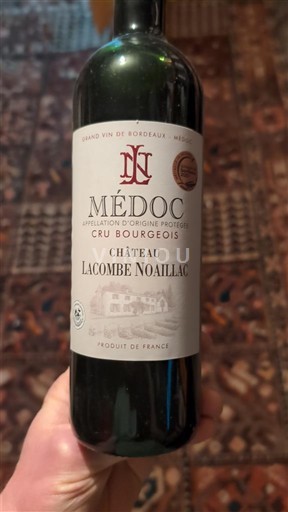 GRAND VIN DE BORDEAUX - MÉDOC
LN
MÉDOC
APPELLATION D'ORIGINE PROTÉGÉE
CRU BOURGEOIS
CHÂTEAU
LACOMBE NOAILLAC
PRODUIT DE FRANCE